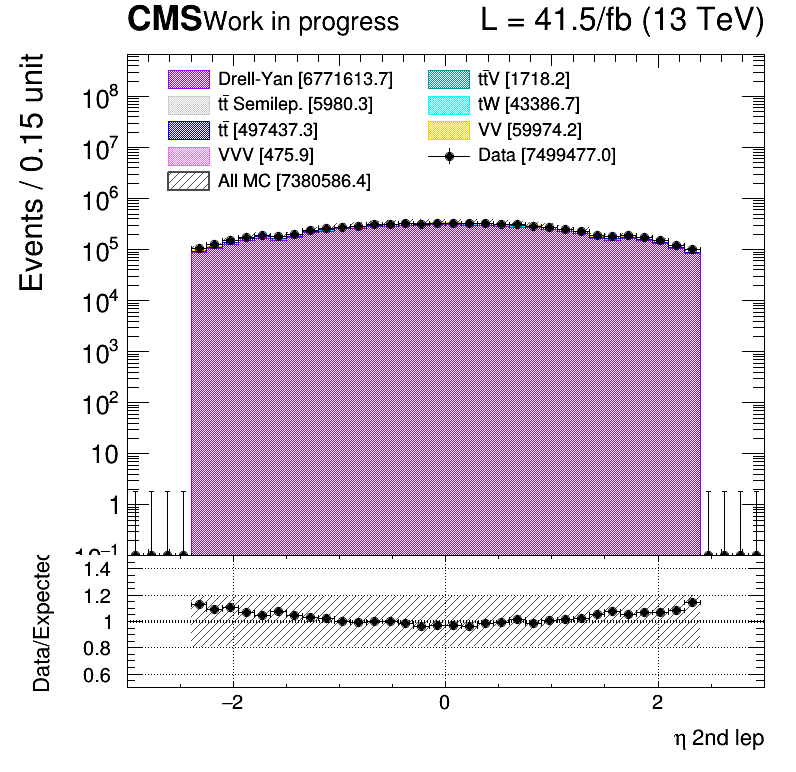 CMS Work in progress L = 41.5/fb (13 TeV)
Events / 0.15 unit
Drell-Yan [6771613.7] tt̄V [1718.2]
tt̄ Semilep. [5980.3] tW [43386.7]
tt̄ [497437.3] VV [59974.2]
VVV [475.9] Data [7499477.0]
All MC [7380586.4]
10⁸
10⁷
10⁶
10⁵
10⁴
10³
10²
10
1
10⁻¹
Data/Expected
1.4
1.2
1
0.8
0.6
−2 0 2
η 2nd lep